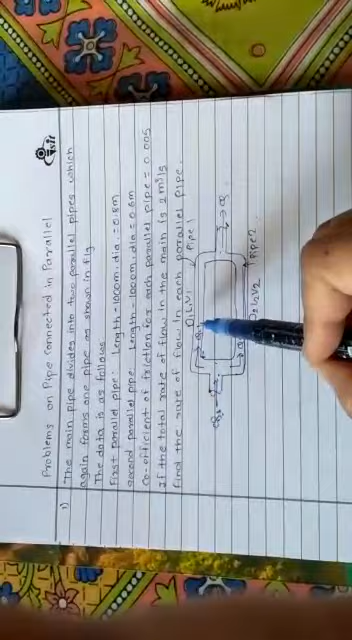 Problems on Pipe connected in Parallel
1) The main pipe divides into two parallel pipes which
again forms one pipe as shown in fig
The data is as follows
First parallel pipe: Length = 1000m, dia. = 0.8m
second parallel pipe Length = 1000m, dia = 0.6m
co-efficient of friction for each parallel pipe = 0.005
If the total rate of flow in the main is 2 m³/s
find the rate of flow in each parallel pipe.
Pipe 1
D1L1V1
Pipe 2
D2 L2 V2